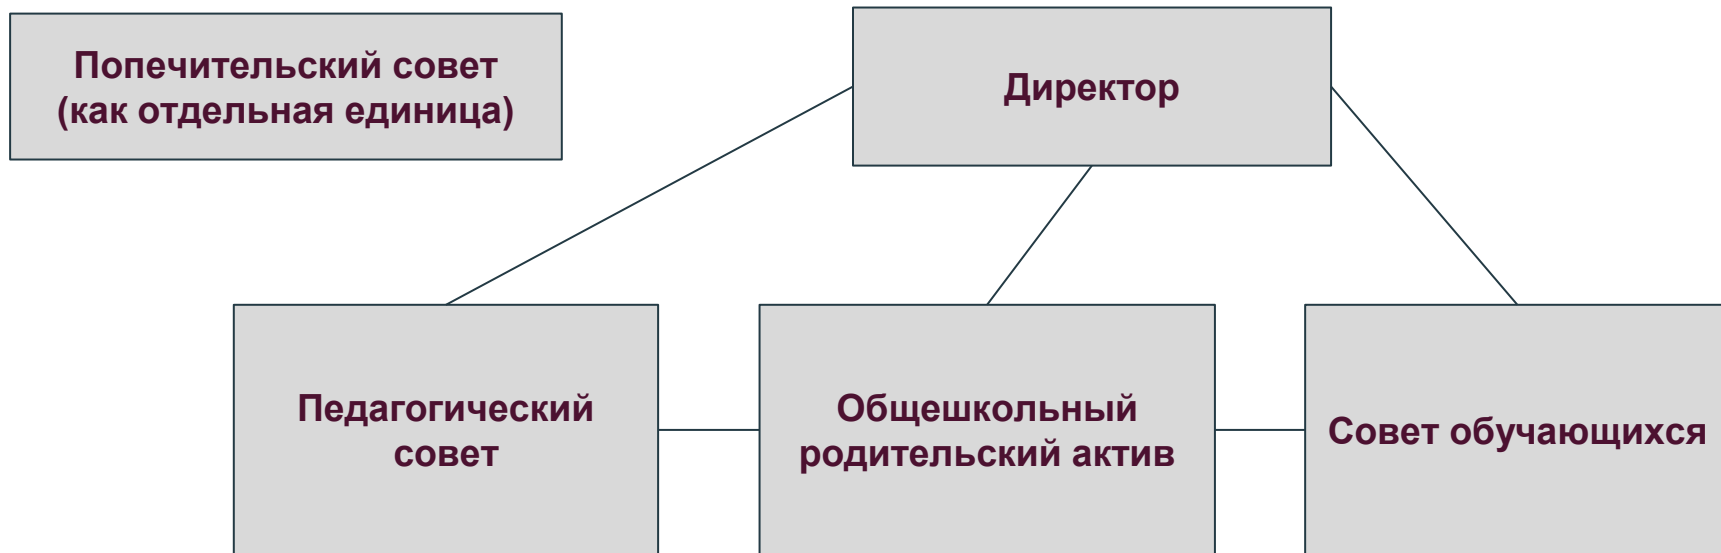 Попечительский совет
(как отдельная единица)
Директор
Педагогический
совет
Общешкольный
родительский актив
Совет обучающихся